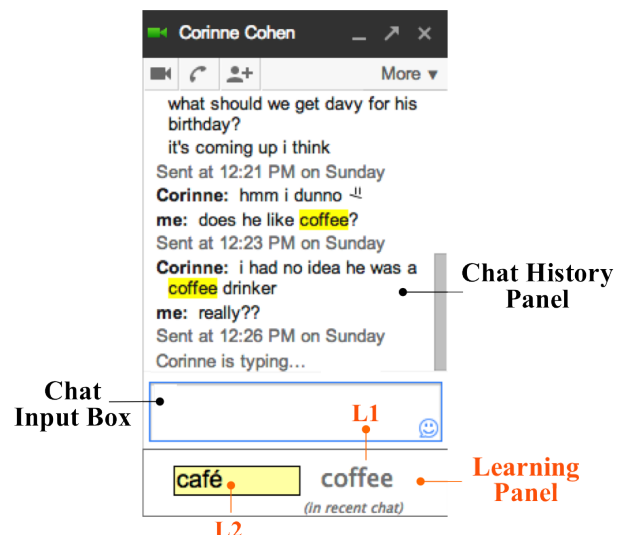 Corinne Cohen
More ▼
what should we get davy for his
birthday?
it's coming up i think
Sent at 12:21 PM on Sunday
Corinne: hmm i dunno
me: does he like coffee?
Sent at 12:23 PM on Sunday
Corinne: i had no idea he was a
coffee drinker
me: really??
Sent at 12:26 PM on Sunday
Corinne is typing...
Chat History
Panel
Chat
Input Box
L1
café
coffee
(in recent chat)
L2
Learning
Panel